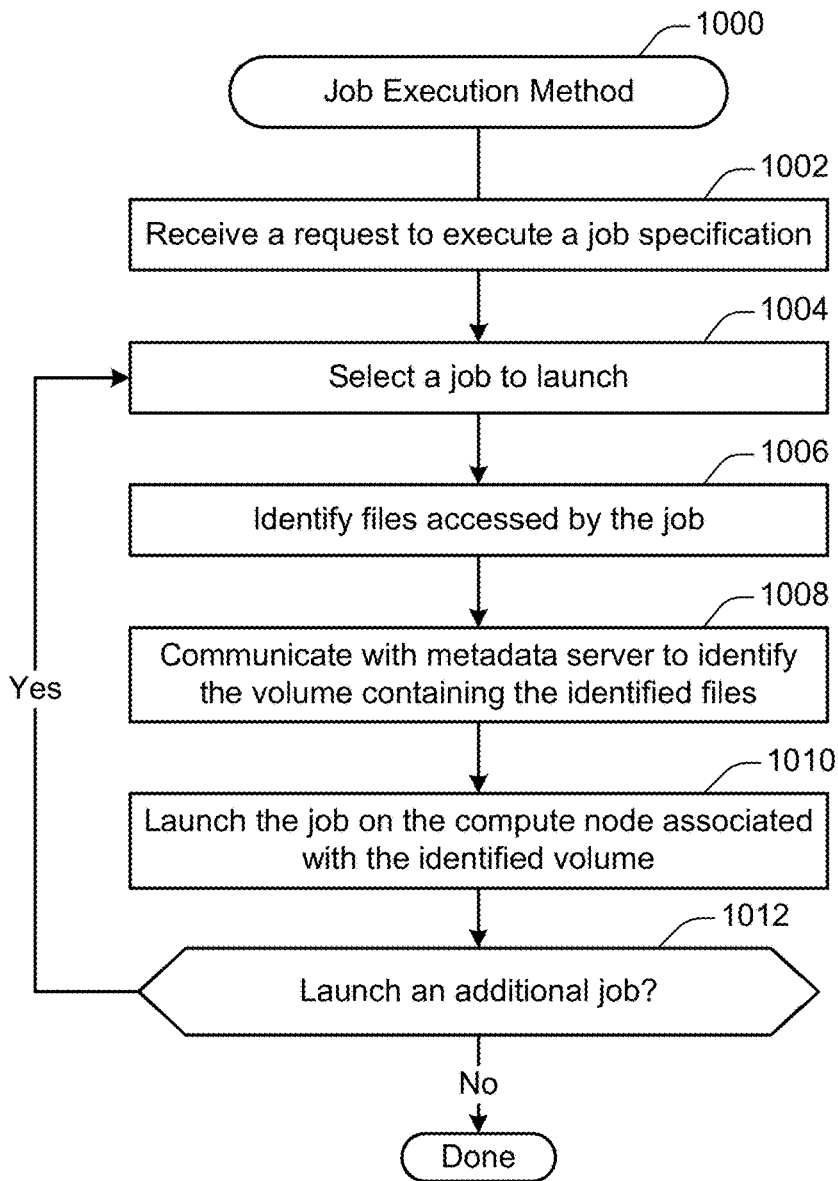 1000
Job Execution Method
1002
Receive a request to execute a job specification
1004
Select a job to launch
1006
Identify files accessed by the job
1008
Communicate with metadata server to identify
the volume containing the identified files
Yes
1010
Launch the job on the compute node associated
with the identified volume
1012
Launch an additional job?
No
Done